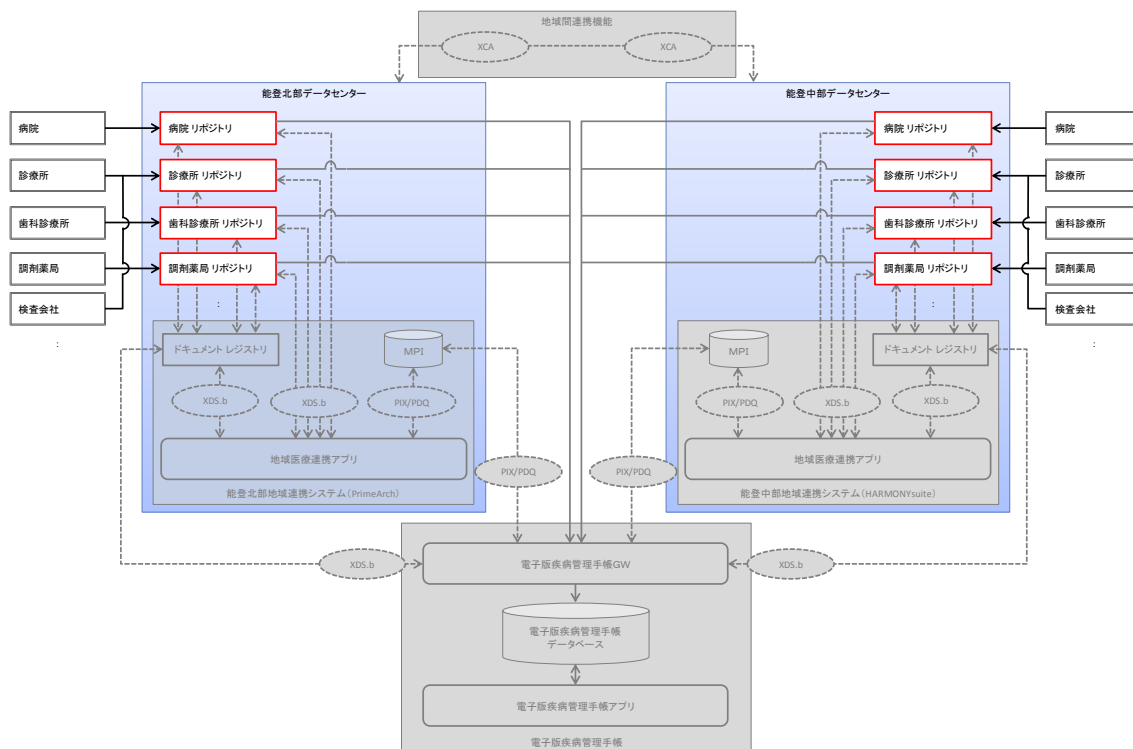 地域間連携機能
XCA
XCA
能登北部データセンター
能登中部データセンター
病院
病院 リポジトリ
病院 リポジトリ
病院
診療所
診療所 リポジトリ
診療所 リポジトリ
診療所
歯科診療所
歯科診療所 リポジトリ
歯科診療所 リポジトリ
歯科診療所
調剤薬局
調剤薬局 リポジトリ
調剤薬局 リポジトリ
調剤薬局
検査会社
:
:
検査会社
:
:
ドキュメント レジストリ
MPI
MPI
ドキュメント レジストリ
XDS.b
XDS.b
PIX/PDQ
PIX/PDQ
XDS.b
XDS.b
地域医療連携アプリ
地域医療連携アプリ
PIX/PDQ
PIX/PDQ
能登北部地域連携システム(PrimeArch)
能登中部地域連携システム(HARMONYsuite)
XDS.b
電子版疾病管理手帳GW
XDS.b
電子版疾病管理手帳
データベース
電子版疾病管理手帳アプリ
電子版疾病管理手帳